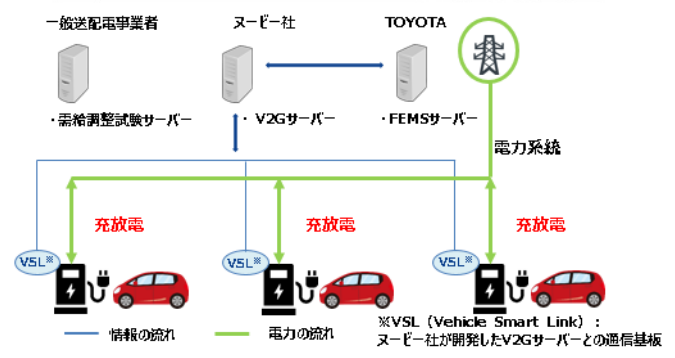 一般送配電事業者
ヌービー社
TOYOTA
・需給調整試験サーバー
・V2Gサーバー
・FEMSサーバー
電力系統
充放電
充放電
充放電
VSL※
VSL※
VSL※
情報の流れ
電力の流れ
※VSL（Vehicle Smart Link）：
ヌービー社が開発したV2Gサーバーとの通信基板